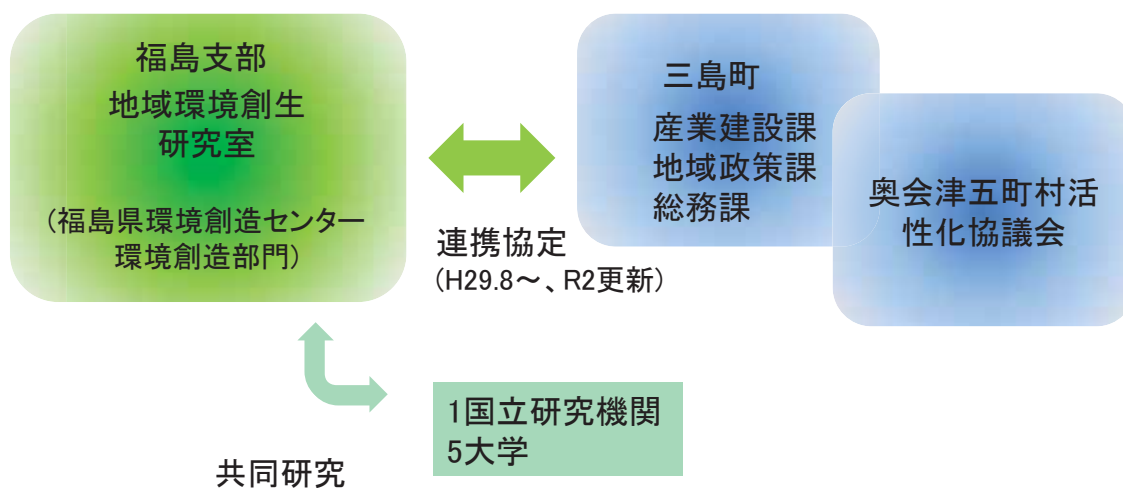 福島支部
地域環境創生
研究室
(福島県環境創造センター
環境創造部門)
連携協定
(H29.8～、R2更新)
三島町
産業建設課
地域政策課
総務課
奥会津五町村活
性化協議会
1国立研究機関
5大学
共同研究